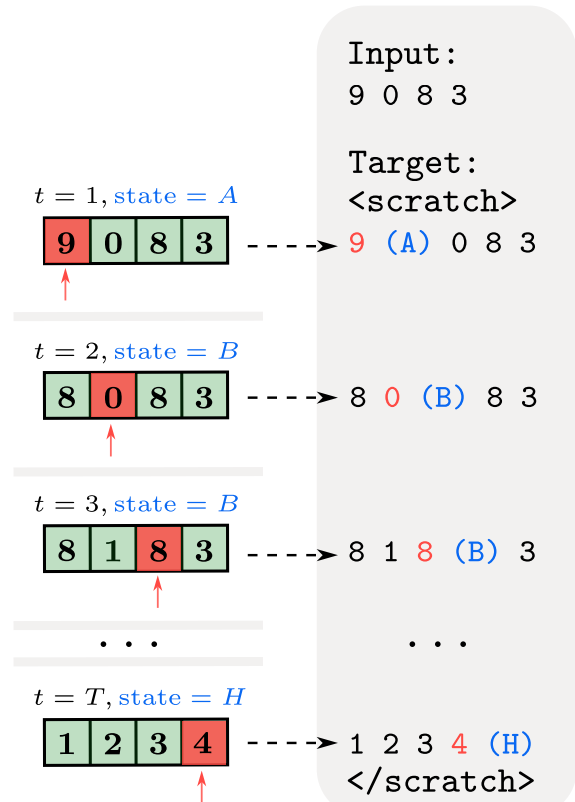 Input:
9 0 8 3
Target:
<scratch>
t = 1, state = A
9 0 8 3
9 (A) 0 8 3
t = 2, state = B
8 0 8 3
8 0 (B) 8 3
t = 3, state = B
8 1 8 3
8 1 8 (B) 3
. . .
. . .
t = T, state = H
1 2 3 4
1 2 3 4 (H)
</scratch>